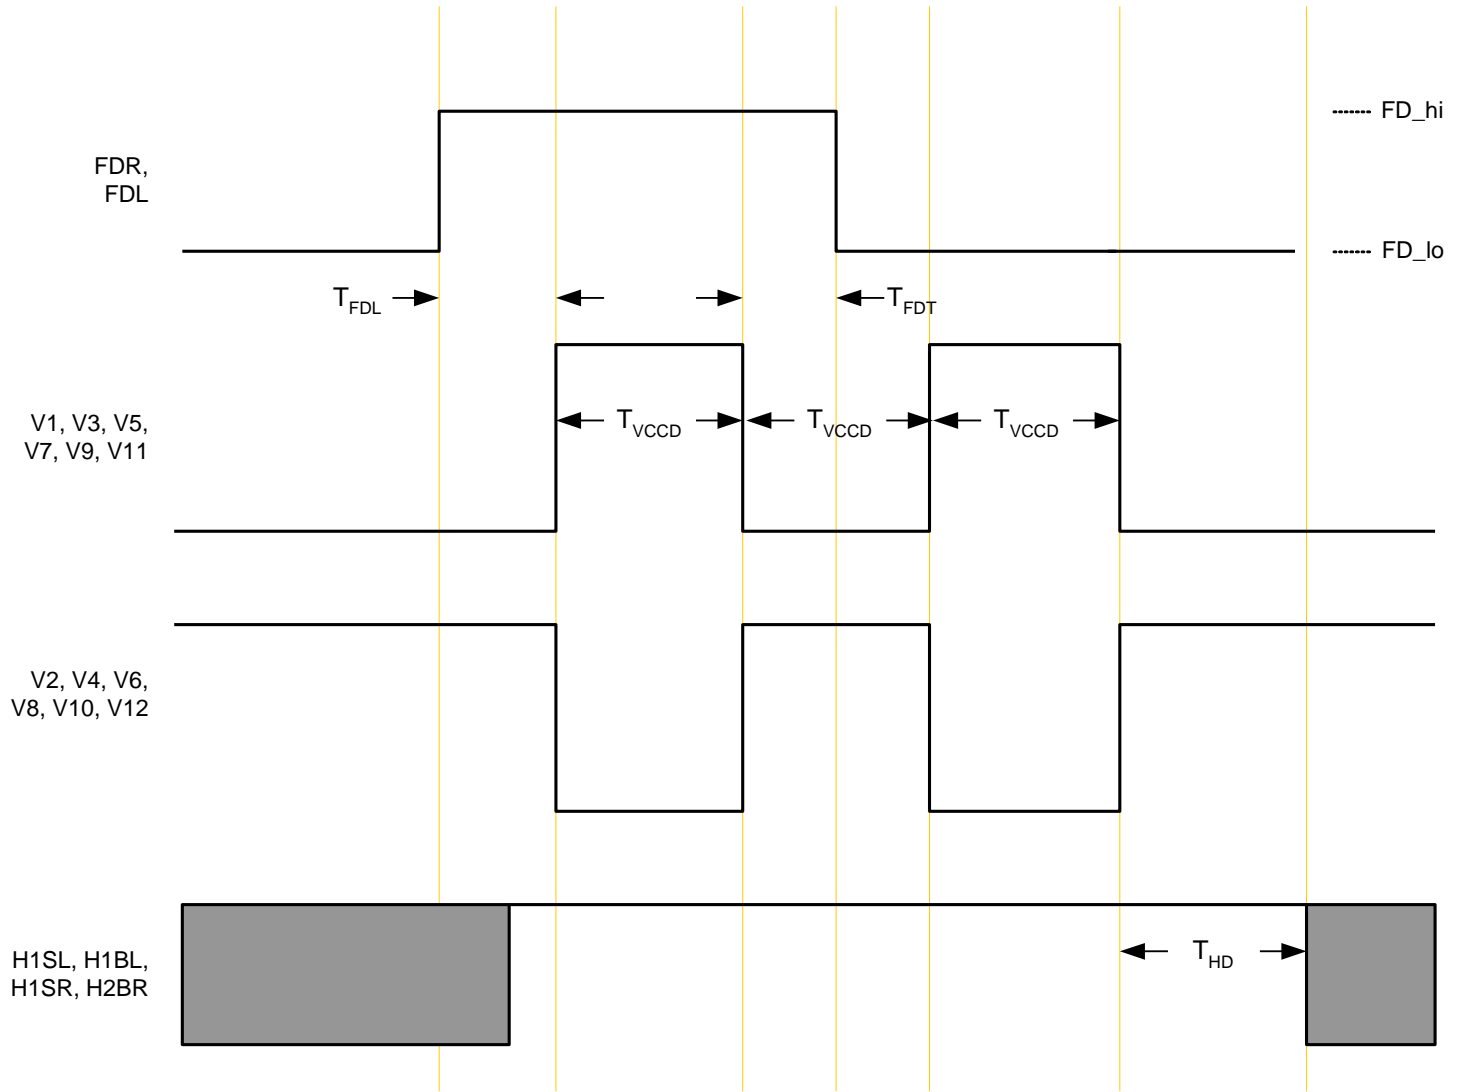 FD_hi
FDR,
FDL
FD_lo
TFDL
TFDT
V1, V3, V5,
V7, V9, V11
TVCCD
TVCCD
TVCCD
V2, V4, V6,
V8, V10, V12
H1SL, H1BL,
H1SR, H2BR
THD